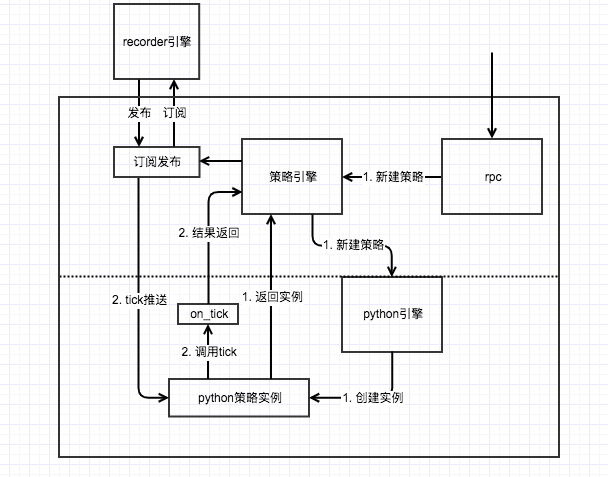 recorder引擎
发布
订阅
订阅发布
策略引擎
1. 新建策略
rpc
2. 结果返回
1. 新建策略
2. tick推送
1. 返回实例
on_tick
python引擎
2. 调用tick
python策略实例
1. 创建实例